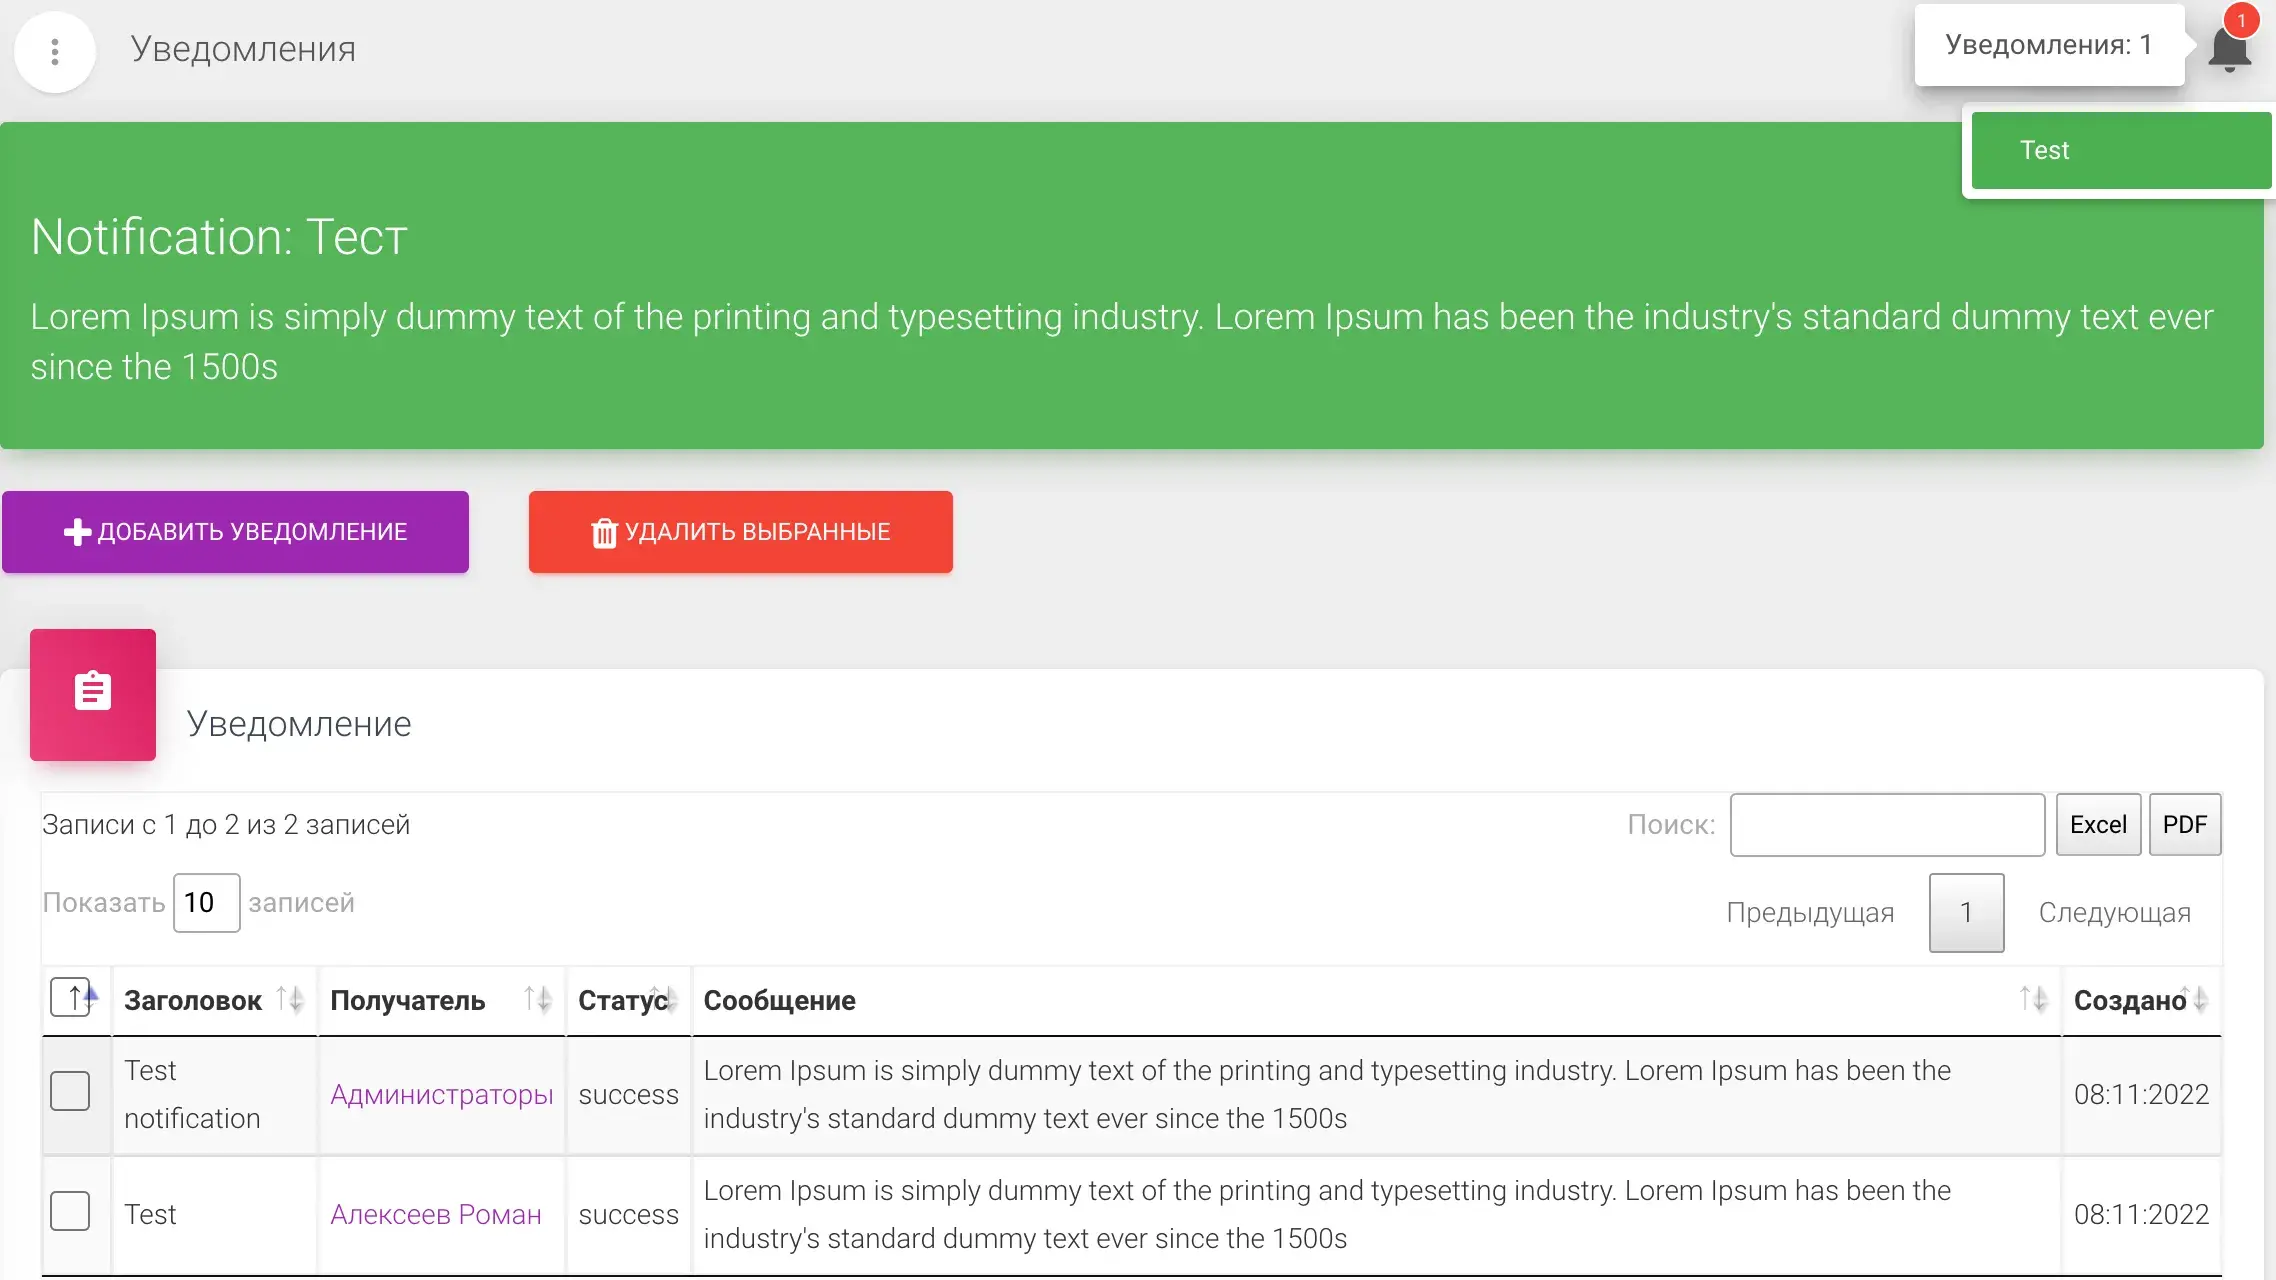 Уведомления
Уведомления: 1
1
Test
Notification: Тест
Lorem Ipsum is simply dummy text of the printing and typesetting industry. Lorem Ipsum has been the industry's standard dummy text ever
since the 1500s
ДОБАВИТЬ УВЕДОМЛЕНИЕ
УДАЛИТЬ ВЫБРАННЫЕ
Уведомление
Записи с 1 до 2 из 2 записей
Поиск:
Excel
PDF
Показать 10 записей
Предыдущая 1 Следующая
Заголовок Получатель Статус Сообщение Создано
Test
notification
Администраторы
success
Lorem Ipsum is simply dummy text of the printing and typesetting industry. Lorem Ipsum has been the
industry's standard dummy text ever since the 1500s
08:11:2022
Test
Алексеев Роман
success
Lorem Ipsum is simply dummy text of the printing and typesetting industry. Lorem Ipsum has been the
industry's standard dummy text ever since the 1500s
08:11:2022